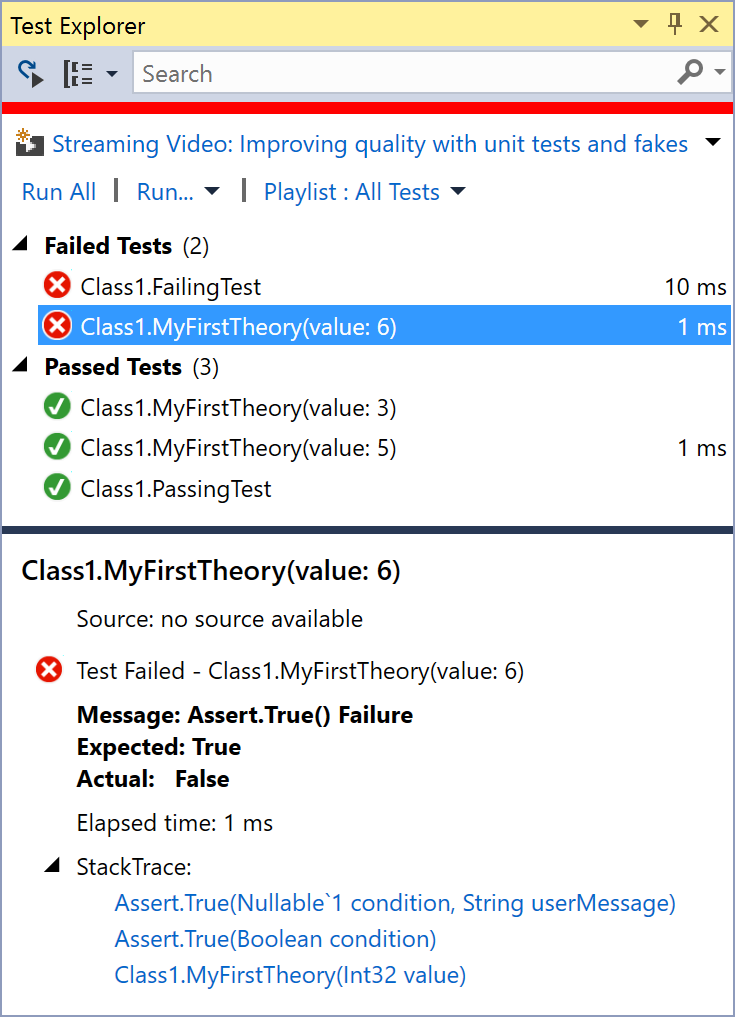 Test Explorer
Search
Streaming Video: Improving quality with unit tests and fakes
Run All | Run... | Playlist : All Tests
Failed Tests (2)
Class1.FailingTest 10 ms
Class1.MyFirstTheory(value: 6) 1 ms
Passed Tests (3)
Class1.MyFirstTheory(value: 3)
Class1.MyFirstTheory(value: 5) 1 ms
Class1.PassingTest
Class1.MyFirstTheory(value: 6)
Source: no source available
Test Failed - Class1.MyFirstTheory(value: 6)
Message: Assert.True() Failure
Expected: True
Actual: False
Elapsed time: 1 ms
StackTrace:
Assert.True(Nullable`1 condition, String userMessage)
Assert.True(Boolean condition)
Class1.MyFirstTheory(Int32 value)